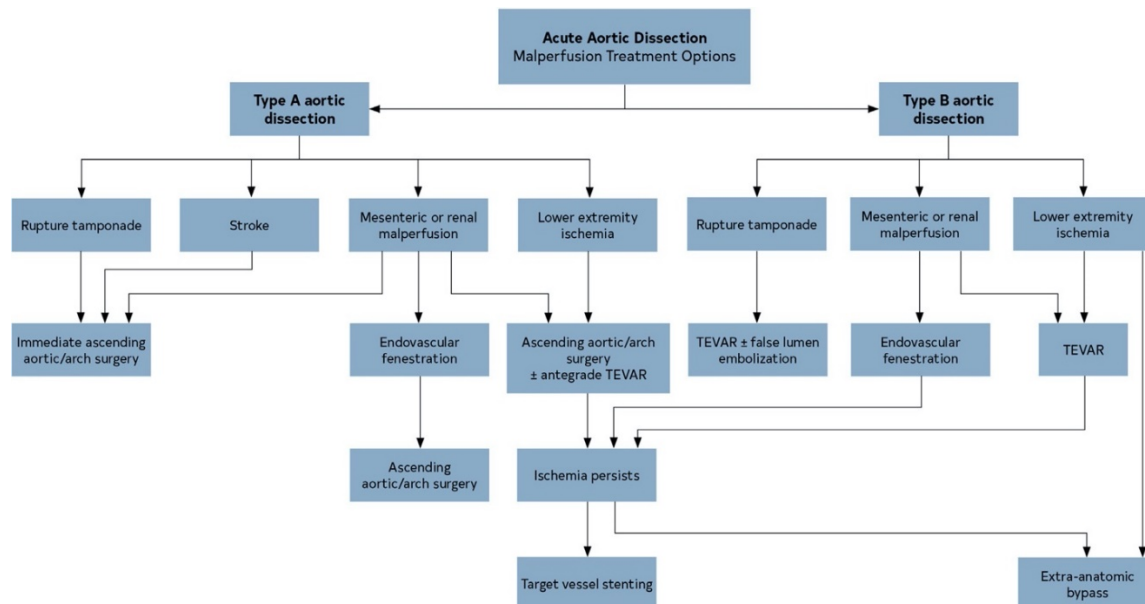 Acute Aortic Dissection
Malperfusion Treatment Options
Type A aortic
dissection
Type B aortic
dissection
Rupture tamponade
Stroke
Mesenteric or renal
malperfusion
Lower extremity
ischemia
Rupture tamponade
Mesenteric or renal
malperfusion
Lower extremity
ischemia
Immediate ascending
aortic/arch surgery
Endovascular
fenestration
Ascending aortic/arch
surgery
± antegrade TEVAR
TEVAR ± false lumen
embolization
Endovascular
fenestration
TEVAR
Ascending
aortic/arch surgery
Ischemia persists
Target vessel stenting
Extra-anatomic
bypass